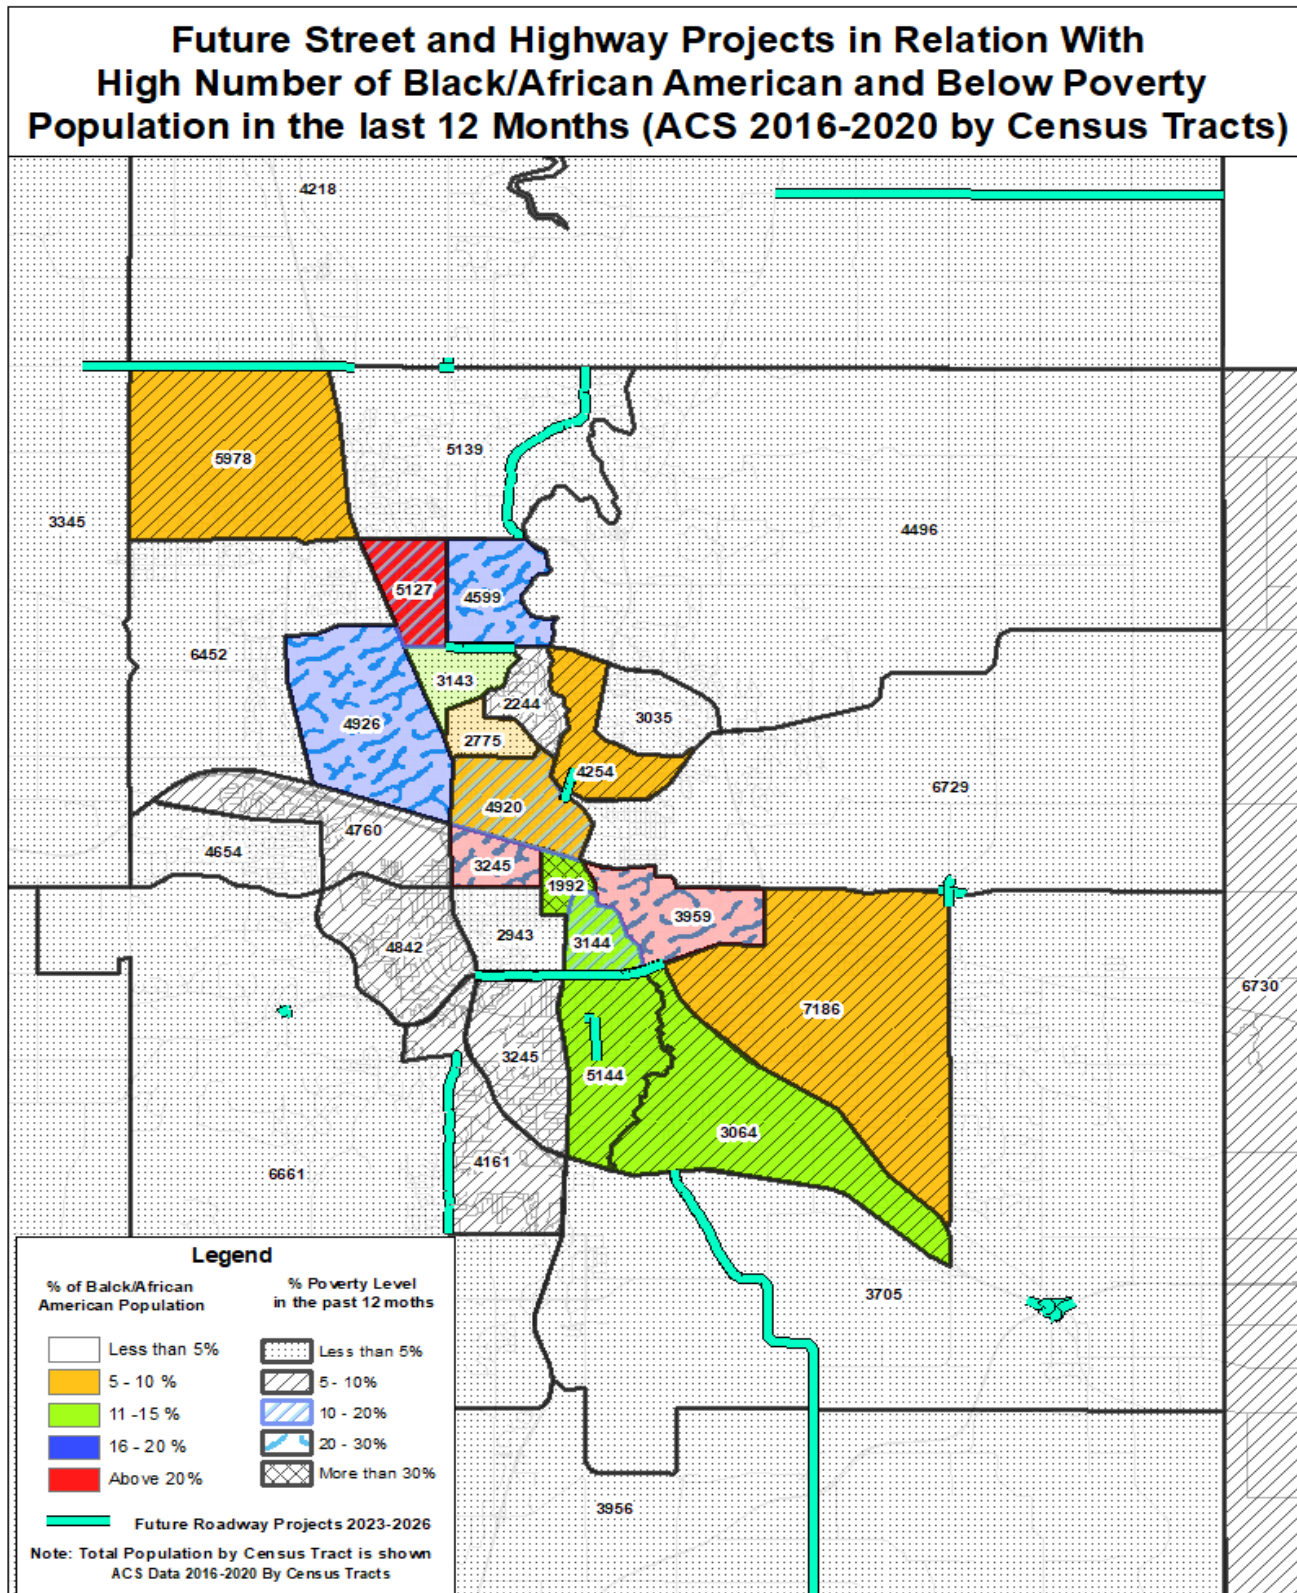 Future Street and Highway Projects in Relation With
High Number of Black/African American and Below Poverty
Population in the last 12 Months (ACS 2016-2020 by Census Tracts)
4218
5139
5978
3345
4496
5127
4599
6452
3143
2244
3035
4926
2775
4254
6729
4920
4760
4654
3245
1992
3959
2943
3144
4842
6730
7186
3245
5144
3064
4161
6661
3705
3956
Legend
% of Balck/African
American Population
Less than 5%
5 - 10 %
11 -15 %
16 - 20 %
Above 20%
% Poverty Level
in the past 12 moths
Less than 5%
5 - 10%
10 - 20%
20 - 30%
More than 30%
Future Roadway Projects 2023-2026
Note: Total Population by Census Tract is shown
ACS Data 2016-2020 By Census Tracts